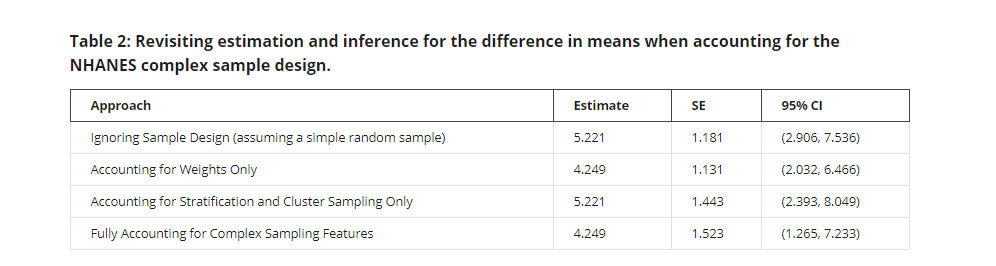 Table 2: Revisiting estimation and inference for the difference in means when accounting for the
NHANES complex sample design.
Approach Estimate SE 95% CI
Ignoring Sample Design (assuming a simple random sample) 5.221 1.181 (2.906, 7.536)
Accounting for Weights Only 4.249 1.131 (2.032, 6.466)
Accounting for Stratification and Cluster Sampling Only 5.221 1.443 (2.393, 8.049)
Fully Accounting for Complex Sampling Features 4.249 1.523 (1.265, 7.233)